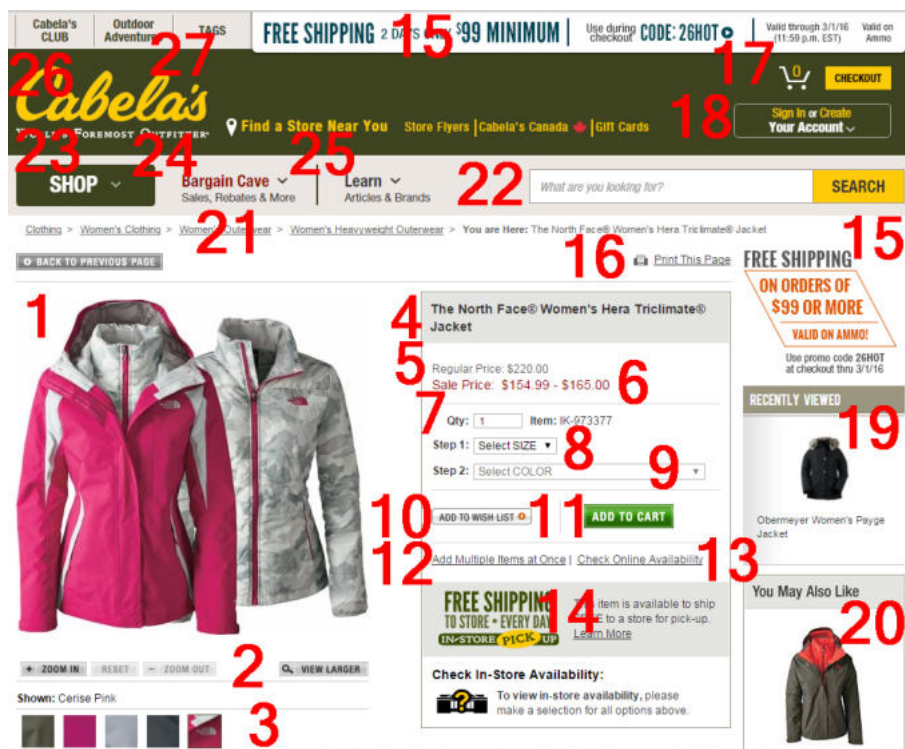 Cabela's CLUB
Outdoor Adventures
TAGS
27
FREE SHIPPING 2 DAYS ONLY $99 MINIMUM
15
Use during checkout CODE: 26HOT
Valid through 3/1/16 (11:59 p.m. EST)
Valid on Ammo
26
Cabela's
WORLD'S FOREMOST OUTFITTER
17
0
CHECKOUT
Find a Store Near You
Store Flyers | Cabela's Canada | Gift Cards
18
Sign In or Create
Your Account
23
24
25
SHOP
Bargain Cave
Sales, Rebates & More
Learn
Articles & Brands
22
What are you looking for?
SEARCH
21
Clothing > Women's Clothing > Women's Outerwear > Women's Heavyweight Outerwear > You are Here: The North Face® Women's Hera Triclimate® Jacket
BACK TO PREVIOUS PAGE
16
Print This Page
1
4
The North Face® Women's Hera Triclimate®
Jacket
5
Regular Price: $220.00
Sale Price: $154.99 - $165.00
6
7
Qty: 1 Item: IK-973377
Step 1: Select SIZE
8
Step 2: Select COLOR
9
10
ADD TO WISH LIST
11
ADD TO CART
12
Add Multiple Items at Once | Check Online Availability
13
FREE SHIPPING
TO STORE • EVERY DAY
IN-STORE PICK UP
14
This item is available to ship
FREE to a store for pick-up.
Learn More
Check In-Store Availability:
?
To view in-store availability, please
make a selection for all options above.
2
ZOOM IN
RESET
ZOOM OUT
VIEW LARGER
Shown: Cerise Pink
3
15
FREE SHIPPING
ON ORDERS OF
$99 OR MORE
VALID ON AMMO!
Use promo code 26HOT
at checkout thru 3/1/16
RECENTLY VIEWED
19
Obermeyer Women's Payge
Jacket
You May Also Like
20